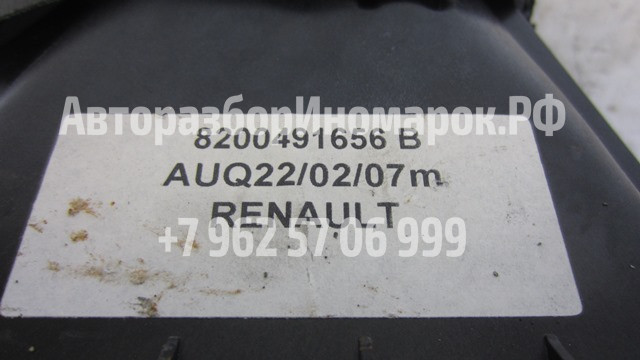 АвторазборИномарок.РФ
8200491656 B
AUQ22/02/07m
RENAULT
+7 962 57 06 999